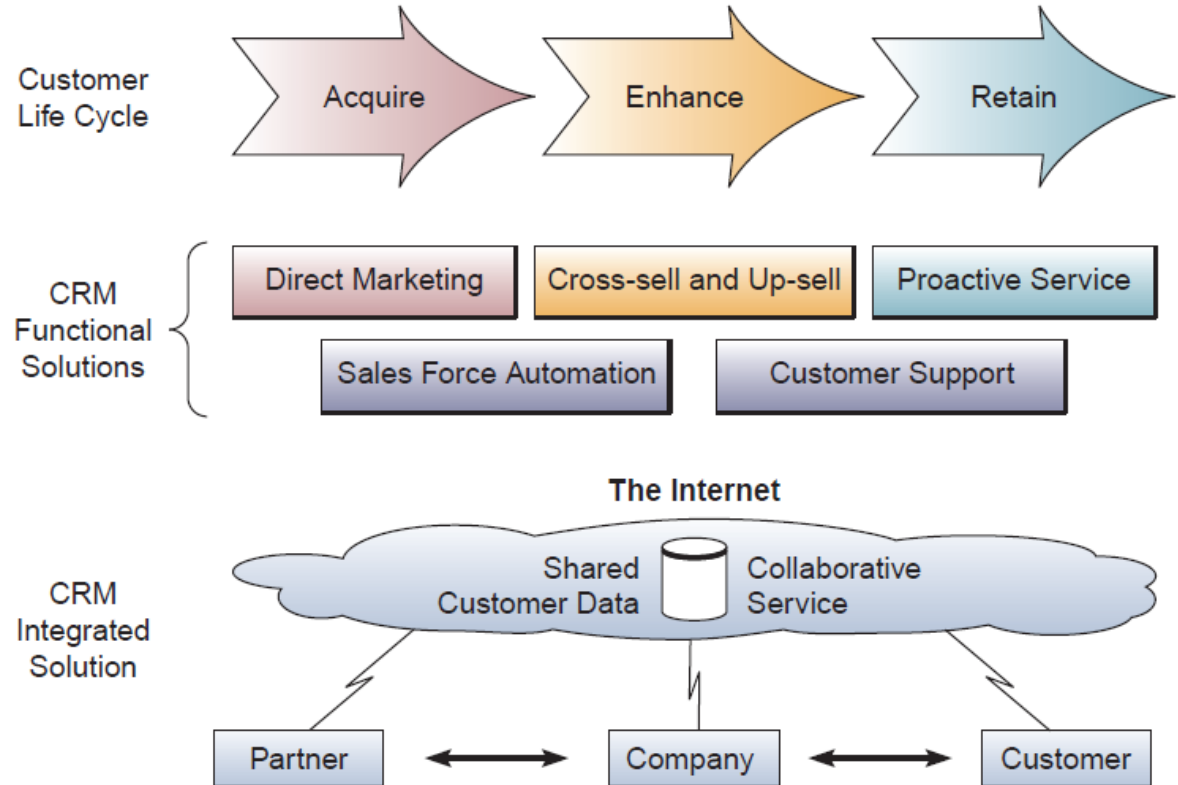 Customer
Life Cycle
Acquire
Enhance
Retain
CRM
Functional
Solutions
Direct Marketing
Cross-sell and Up-sell
Proactive Service
Sales Force Automation
Customer Support
The Internet
CRM
Integrated
Solution
Shared
Customer Data
Collaborative
Service
Partner
Company
Customer